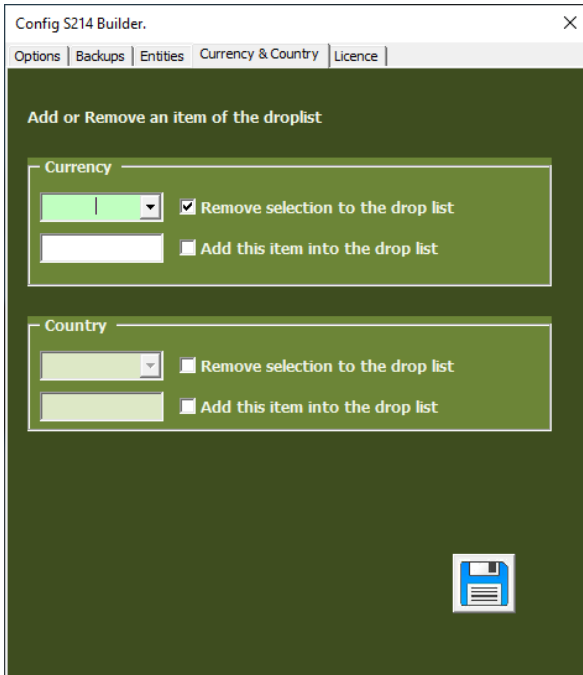 Config S214 Builder.
Options Backups Entities Currency & Country Licence
Add or Remove an item of the droplist
Currency
Remove selection to the drop list
Add this item into the drop list
Country
Remove selection to the drop list
Add this item into the drop list